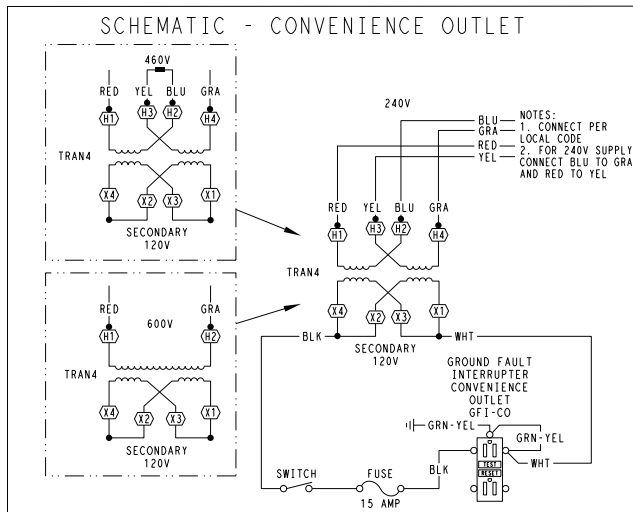 SCHEMATIC - CONVENIENCE OUTLET
460V
RED YEL BLU GRA
H1 H3 H2 H4
TRAN4
X4 X2 X3 X1
SECONDARY
120V
600V
RED GRA
H1 H2
TRAN4
X4 X2 X3 X1
SECONDARY
120V
240V
BLU
GRA
RED
YEL
NOTES:
1. CONNECT PER
LOCAL CODE
2. FOR 240V SUPPLY
CONNECT BLU TO GRA
AND RED TO YEL
RED YEL BLU GRA
H1 H3 H2 H4
TRAN4
X4 X2 X3 X1
BLK WHT
SECONDARY
120V
GROUND FAULT
INTERRUPTER
CONVENIENCE
OUTLET
GFI-CO
GRN-YEL
GRN-YEL
WHT
BLK
TEST
RESET
SWITCH
FUSE
15 AMP